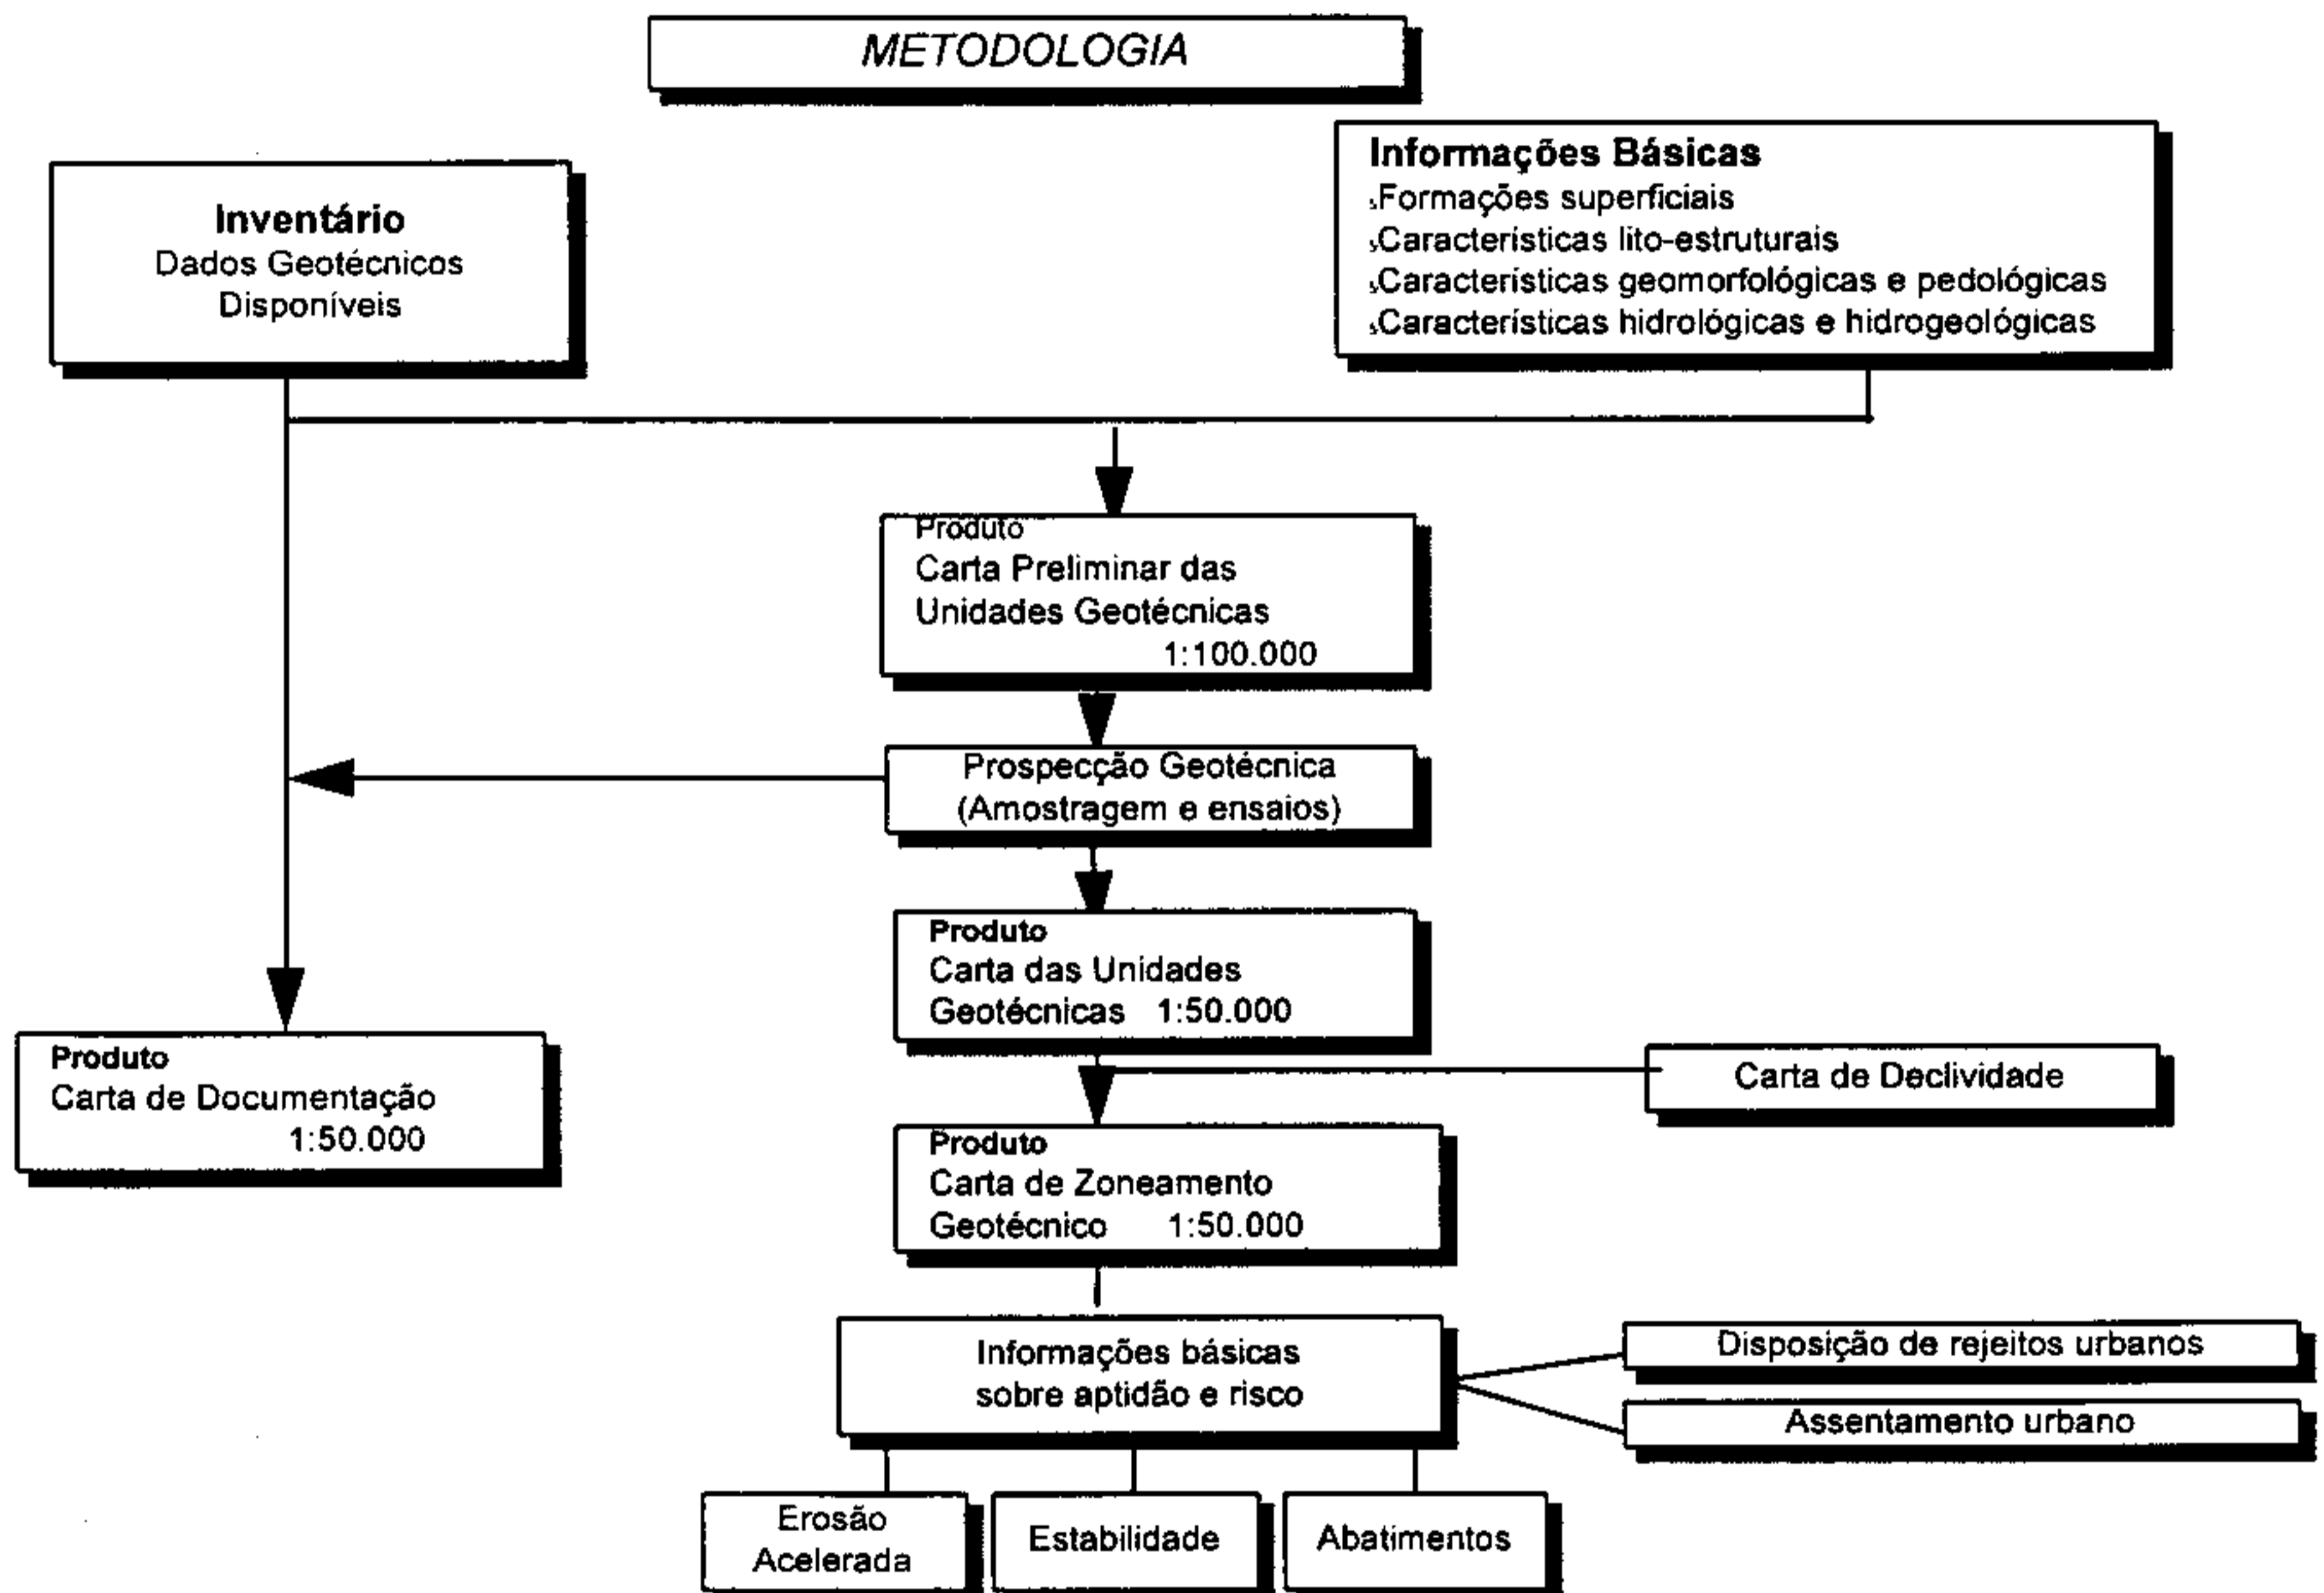 METODOLOGIA
Inventário
Dados Geotécnicos
Disponíveis
Informações Básicas
Formações superficiais
Características lito-estruturais
Características geomorfológicas e pedológicas
Características hidrológicas e hidrogeológicas
Produto
Carta Preliminar das
Unidades Geotécnicas
1:100.000
Prospecção Geotécnica
(Amostragem e ensaios)
Produto
Carta das Unidades
Geotécnicas 1:50.000
Produto
Carta de Documentação
1:50.000
Carta de Declividade
Produto
Carta de Zoneamento
Geotécnico 1:50.000
Informações básicas
sobre aptidão e risco
Disposição de rejeitos urbanos
Assentamento urbano
Erosão
Acelerada
Estabilidade
Abatimentos